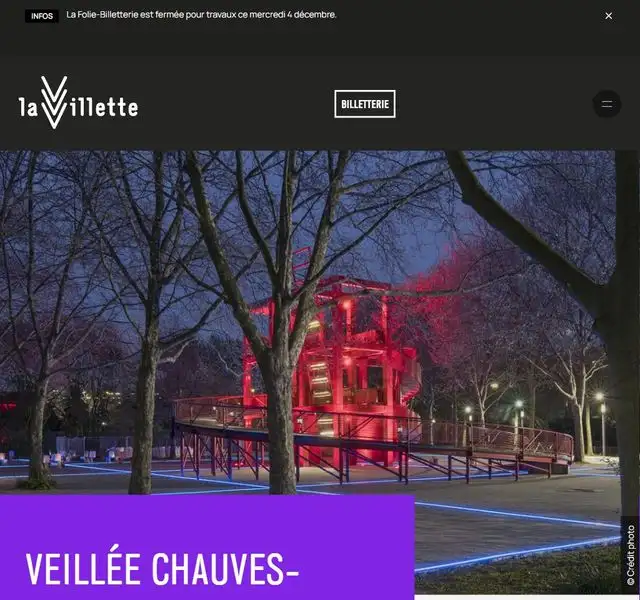 INFOS La Folie-Billetterie est fermée pour travaux ce mercredi 4 décembre.
la Villette
BILLETTERIE
© Crédit photo
VEILLÉE CHAUVES-